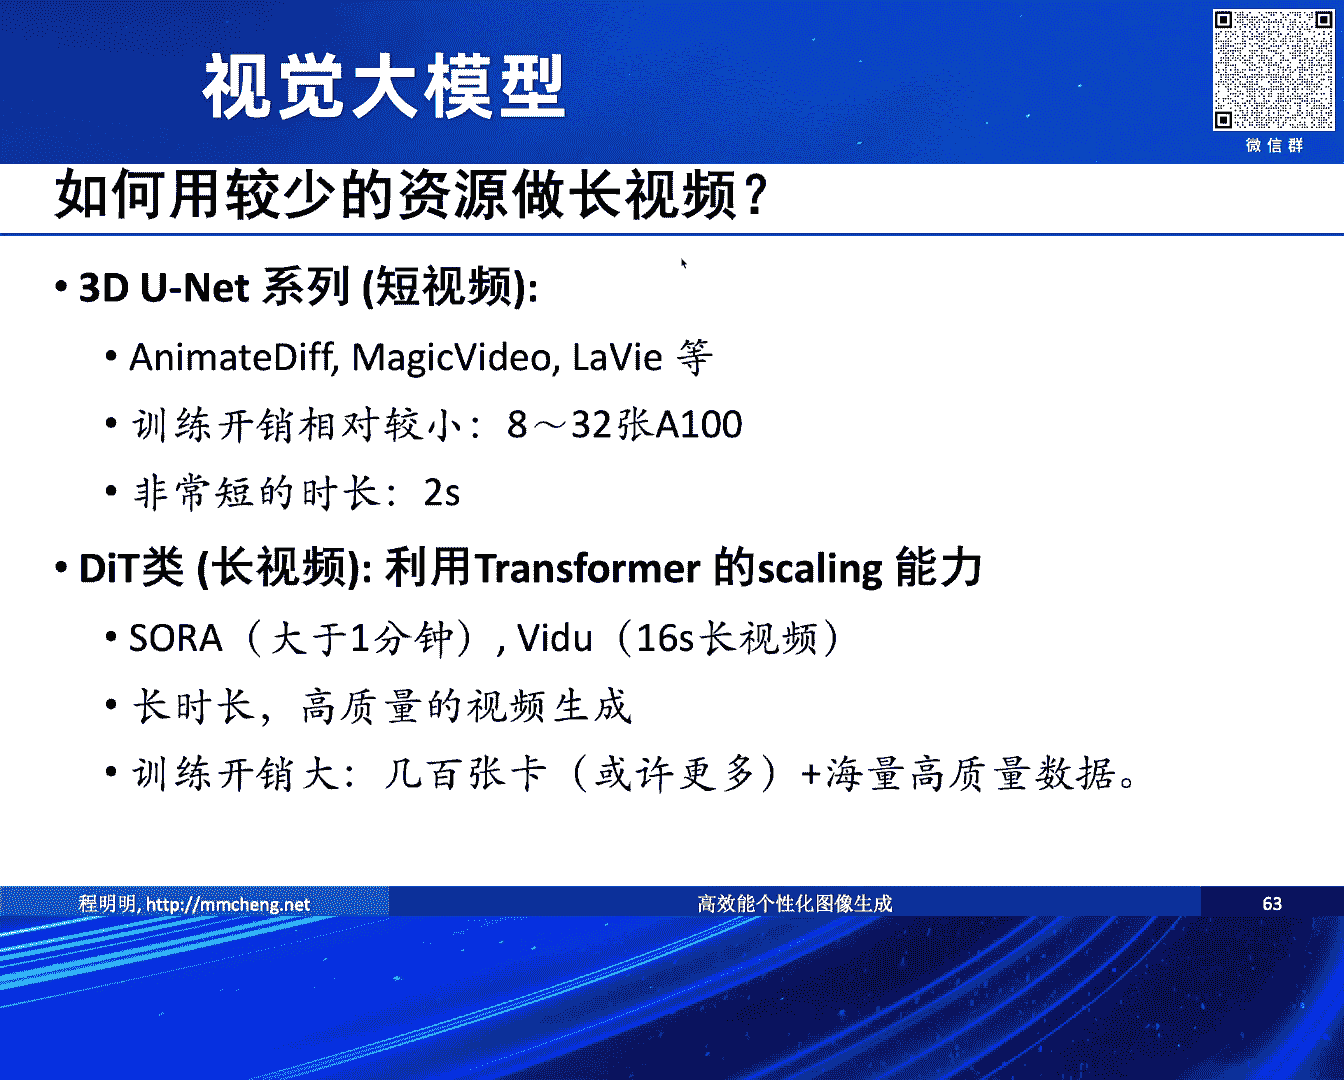 视觉大模型
微信群
如何用较少的资源做长视频？
• 3D U-Net 系列 (短视频):
• AnimateDiff, MagicVideo, LaVie 等
• 训练开销相对较小：8～32张A100
• 非常短的时长：2s
• DiT类 (长视频): 利用Transformer 的scaling 能力
• SORA（大于1分钟）, Vidu（16s长视频）
• 长时长，高质量的视频生成
• 训练开销大：几百张卡（或许更多）+海量高质量数据。
程明明, http://mmcheng.net
高效能个性化图像生成
63